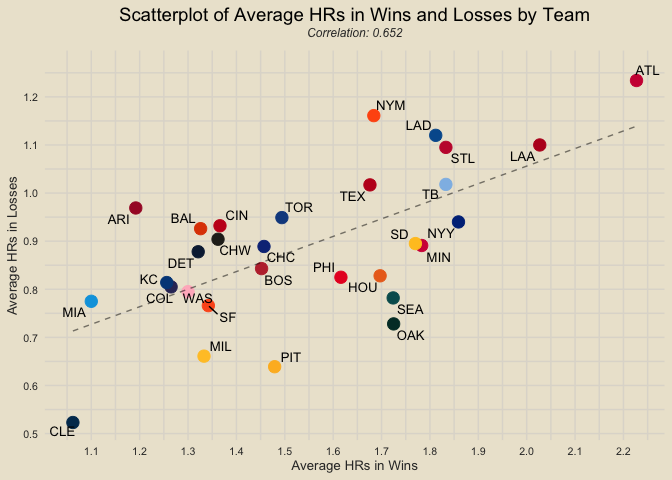 Scatterplot of Average HRs in Wins and Losses by Team
Correlation: 0.652
Average HRs in Losses
1.2
1.1
1.0
0.9
0.8
0.7
0.6
0.5
ATL
NYM
LAD
STL
LAA
TEX
TB
ARI
BAL
CIN
TOR
SD
NYY
MIN
DET
CHW
CHC
BOS
PHI
HOU
KC
COL
WAS
MIA
SF
SEA
OAK
MIL
PIT
CLE
1.1
1.2
1.3
1.4
1.5
1.6
1.7
1.8
1.9
2.0
2.1
2.2
Average HRs in Wins